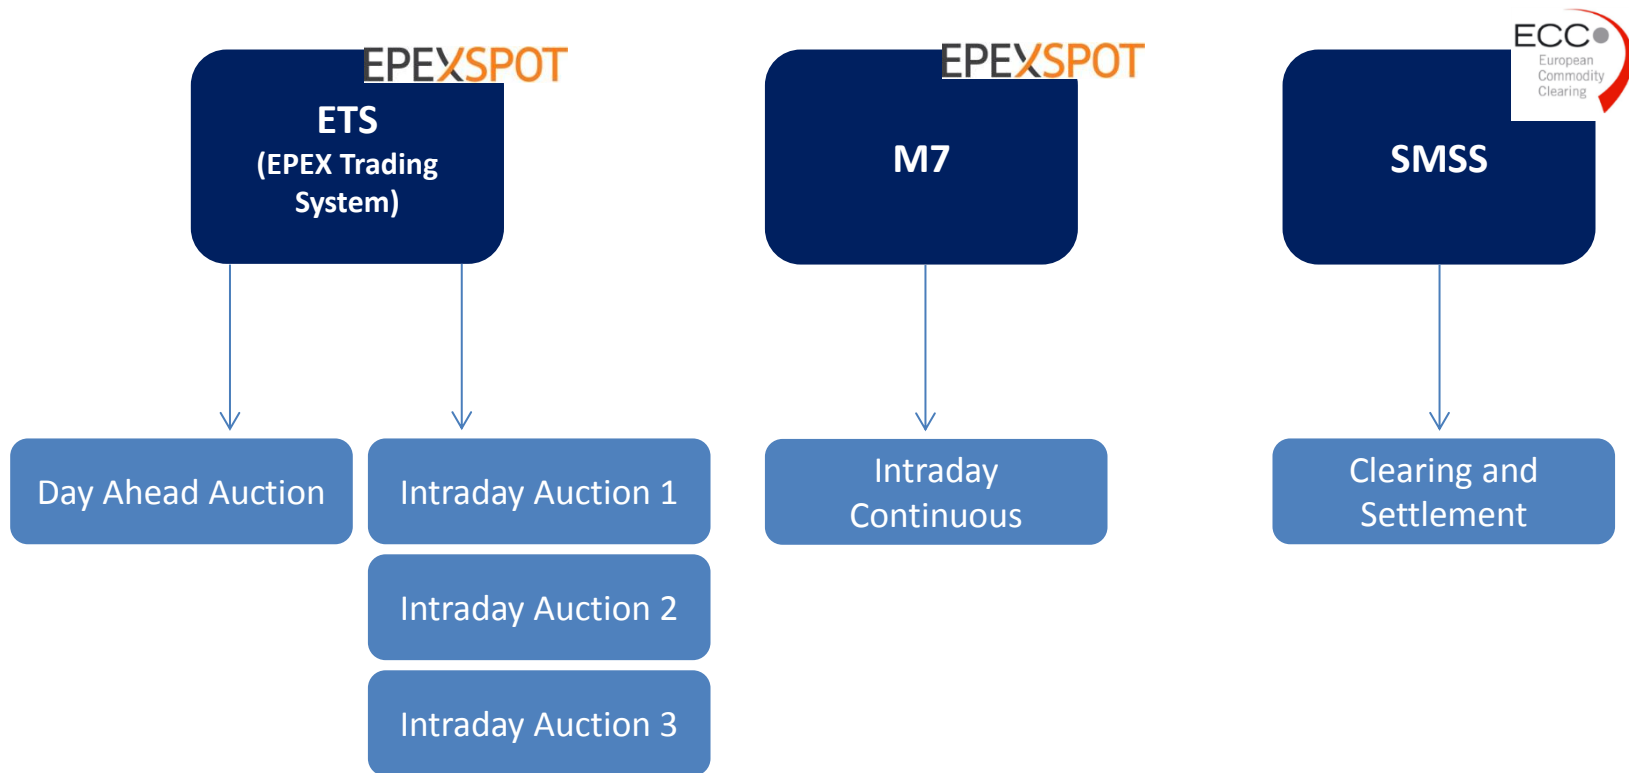 EPEXSPOT
ETS
(EPEX Trading
System)
EPEXSPOT
M7
ECC
European
Commodity
Clearing
SMSS
Day Ahead Auction
Intraday Auction 1
Intraday Auction 2
Intraday Auction 3
Intraday
Continuous
Clearing and
Settlement